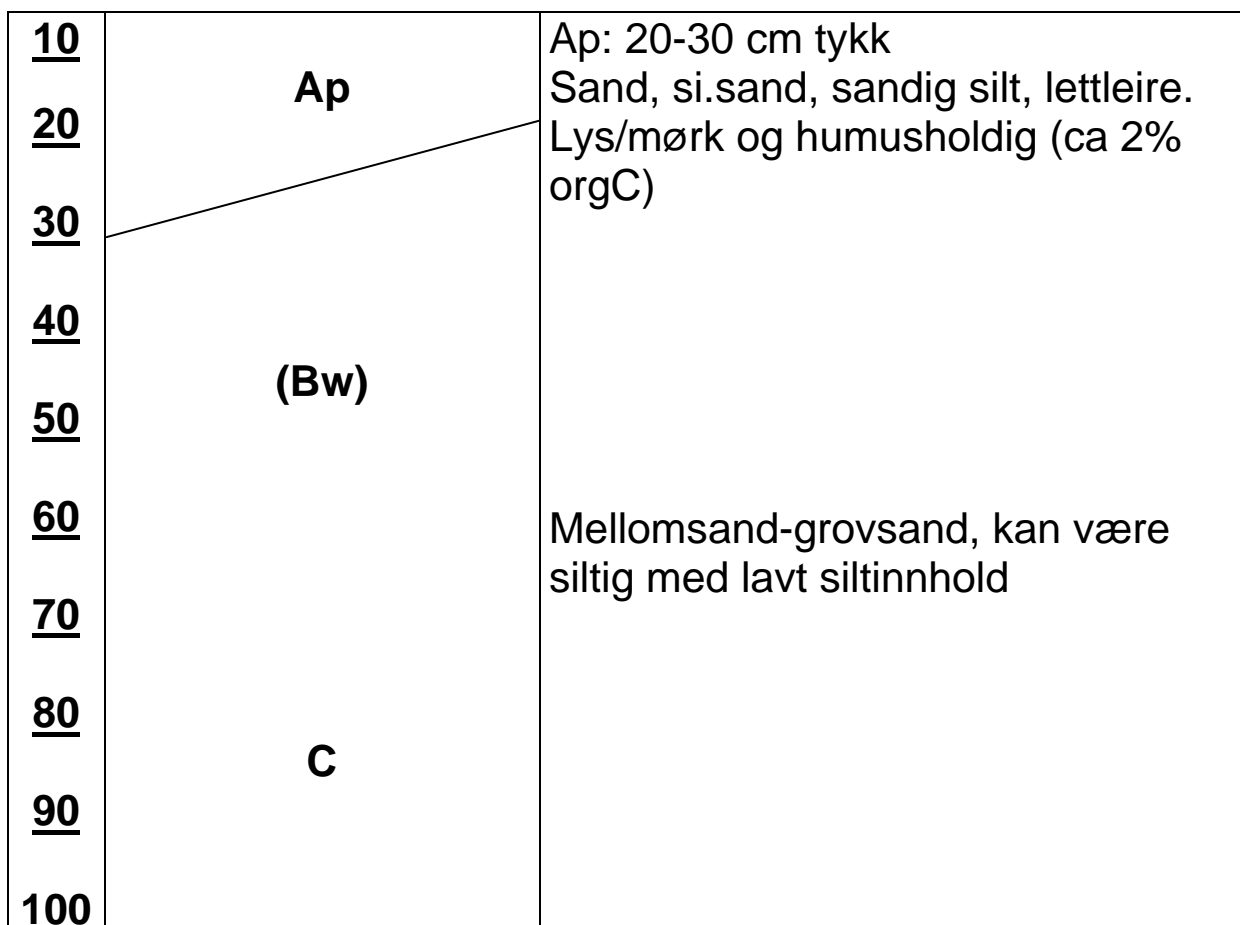 10
Ap: 20-30 cm tykk
Ap
Sand, si.sand, sandig silt, lettleire.
20
Lys/mørk og humusholdig (ca 2%
orgC)
30
40
(Bw)
50
60
Mellomsand-grovsand, kan være
siltig med lavt siltinnhold
70
80
C
90
100